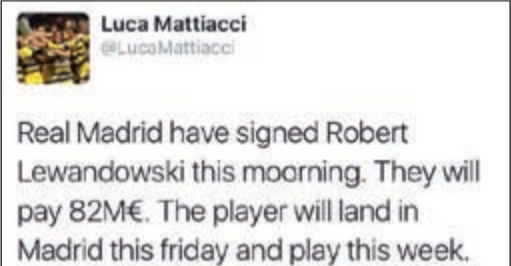 Luca Mattiacci
@LucaMattiacci
Real Madrid have signed Robert
Lewandowski this moorning. They will
pay 82M€. The player will land in
Madrid this friday and play this week.